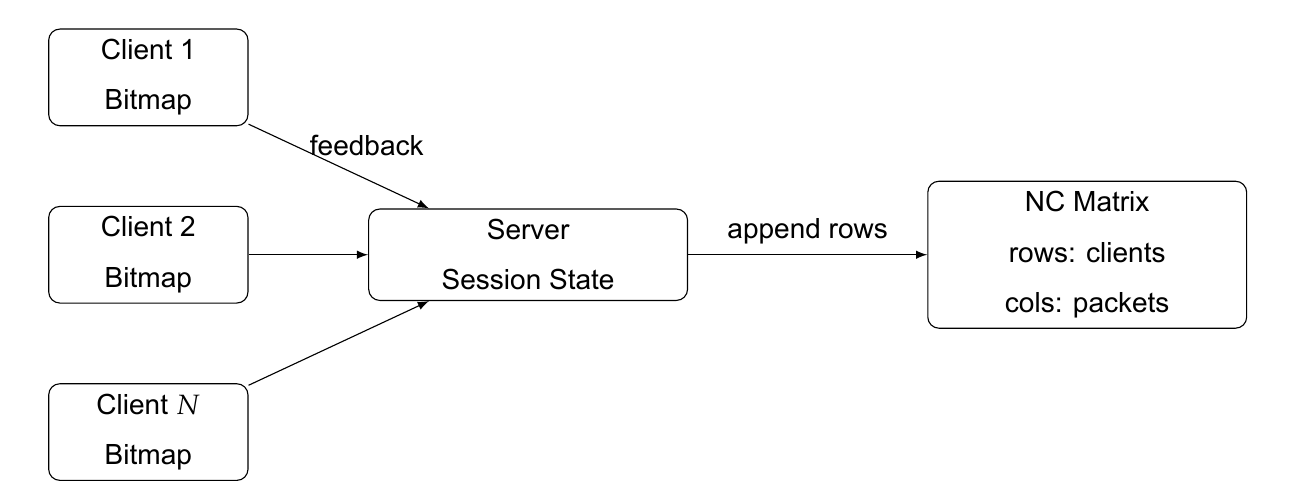 Client 1
Bitmap
feedback
Client 2
Bitmap
Server
Session State
append rows
NC Matrix
rows: clients
cols: packets
Client N
Bitmap